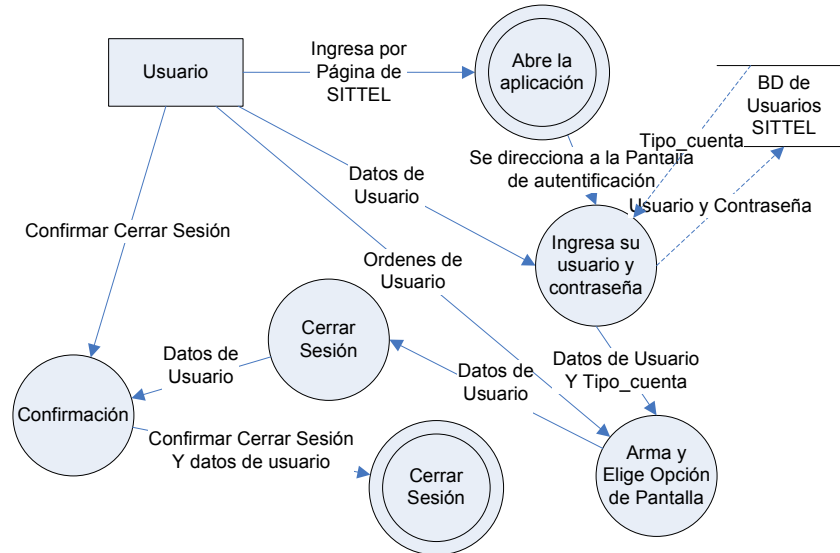 Usuario
Ingresa por
Página de
SITTEL
Abre la
aplicación
BD de
Usuarios
SITTEL
Tipo_cuenta
Se direcciona a la Pantalla
de autentificación
Usuario y Contraseña
Datos de
Usuario
Ingresa su
usuario y
contraseña
Confirmar Cerrar Sesión
Ordenes de
Usuario
Cerrar
Sesión
Datos de
Usuario
Datos de
Usuario
Datos de Usuario
Y Tipo_cuenta
Confirmación
Confirmar Cerrar Sesión
Y datos de usuario
Cerrar
Sesión
Arma y
Elige Opción
de Pantalla